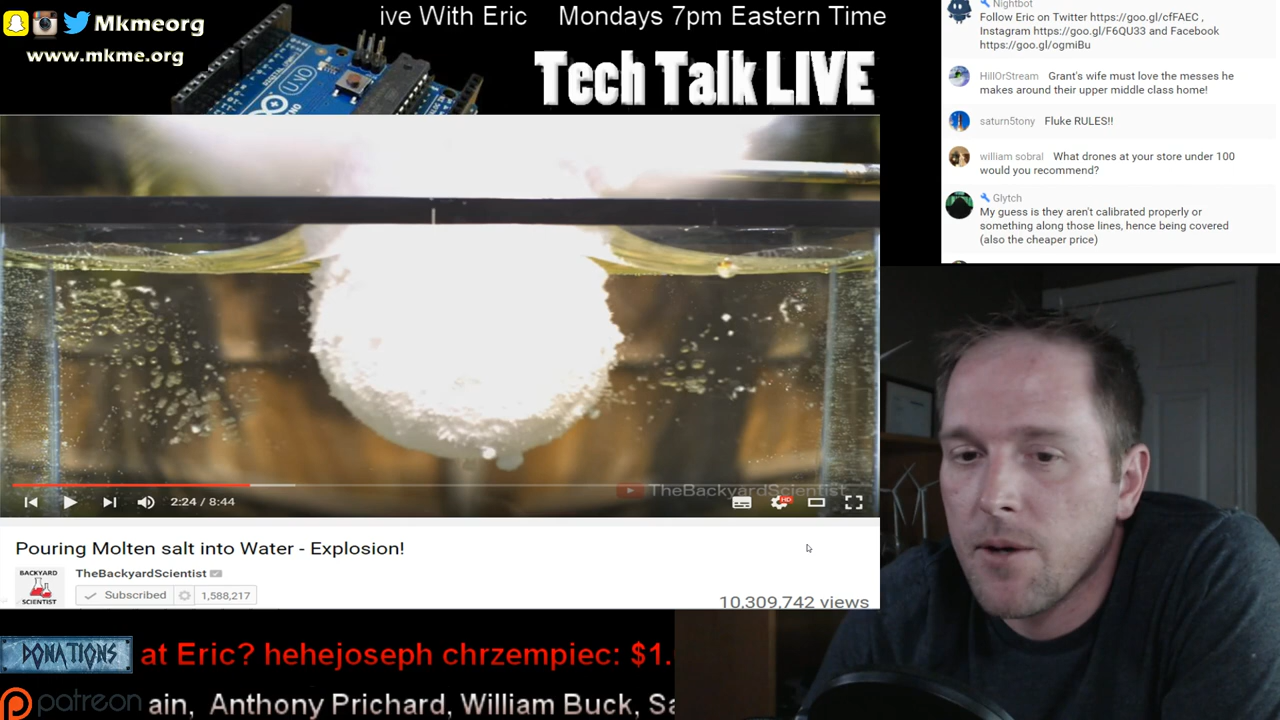 Mkmeorg
www.mkme.org
ive With Eric Mondays 7pm Eastern Time
Tech Talk LIVE
UNO
Nightbot
Follow Eric on Twitter https://goo.gl/cfFAEC ,
Instagram https://goo.gl/F6QU33 and Facebook
https://goo.gl/ogmiBu
HillOrStream Grant's wife must love the messes he
makes around their upper middle class home!
saturn5tony Fluke RULES!!
william sobral What drones at your store under 100
would you recommend?
Glytch
My guess is they aren't calibrated properly or
something along those lines, hence being covered
(also the cheaper price)
TheBackyardScientist
2:24 / 8:44
HD
Pouring Molten salt into Water - Explosion!
BACKYARD
SCIENTIST
TheBackyardScientist
Subscribed 1,588,217
10,309,742 views
DONATIONS
at Eric? hehejoseph chrzempiec: $1.
patreon
ain, Anthony Prichard, William Buck, Sa